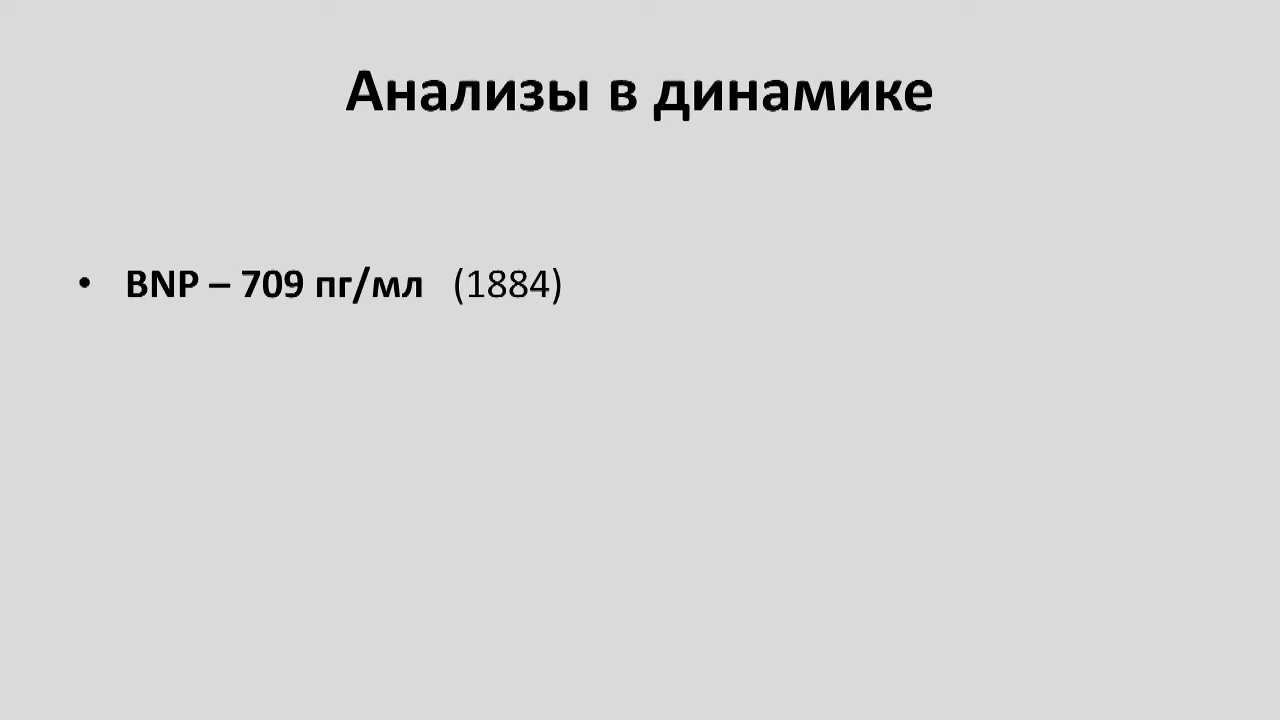 Анализы в динамике
• BNP – 709 пг/мл (1884)